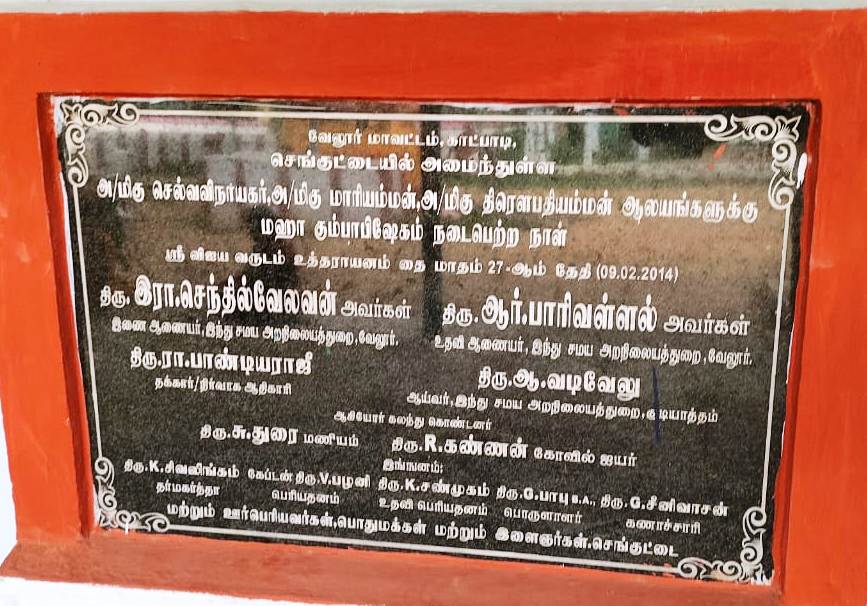 வேலூர் மாவட்டம், காட்பாடி,
செங்குட்டையில் அமைந்துள்ள
அ/மிகு செல்வவிநாயகர்,அ/மிகு மாரியம்மன்,அ/மிகு திரௌபதியம்மன் ஆலயங்களுக்கு
மஹா கும்பாபிஷேகம் நடைபெற்ற நாள்
ஸ்ரீ விஜய வருடம் உத்தராயனம் தை மாதம் 27-ஆம் தேதி (09.02.2014)
திரு. இரா.செந்தில்வேலவன் அவர்கள் திரு. ஆர்.பாரிவள்ளல் அவர்கள்
இணை ஆணையர்,இந்து சமய அறநிலையத்துறை,வேலூர். உதவி ஆணையர், இந்து சமய அறநிலையத்துறை,வேலூர்.
திரு.ரா.பாண்டியராஜீ திரு.ஆ.வடிவேலு
தக்கார்/நிர்வாக அதிகாரி ஆய்வர்,இந்து சமய அறநிலையத்துறை,குடியாத்தம்
ஆகியோர் கலந்து கொண்டனர்
திரு.சு.துரை மணியம் திரு.R.கண்ணன் கோவில் ஐயர்
இங்ஙனம்:
திரு.K.சிவலிங்கம் கேப்டன் திரு.V.பழனி திரு.K.சண்முகம் திரு.G.பாபு B.A., திரு.G.சீனிவாசன்
தர்மகர்த்தா பெரியதனம் உதவி பெரியதனம் பொருளாளர் கணாச்சாரி
மற்றும் ஊர்பெரியவர்கள்,பொதுமக்கள் மற்றும் இளைஞர்கள்,செங்குட்டை